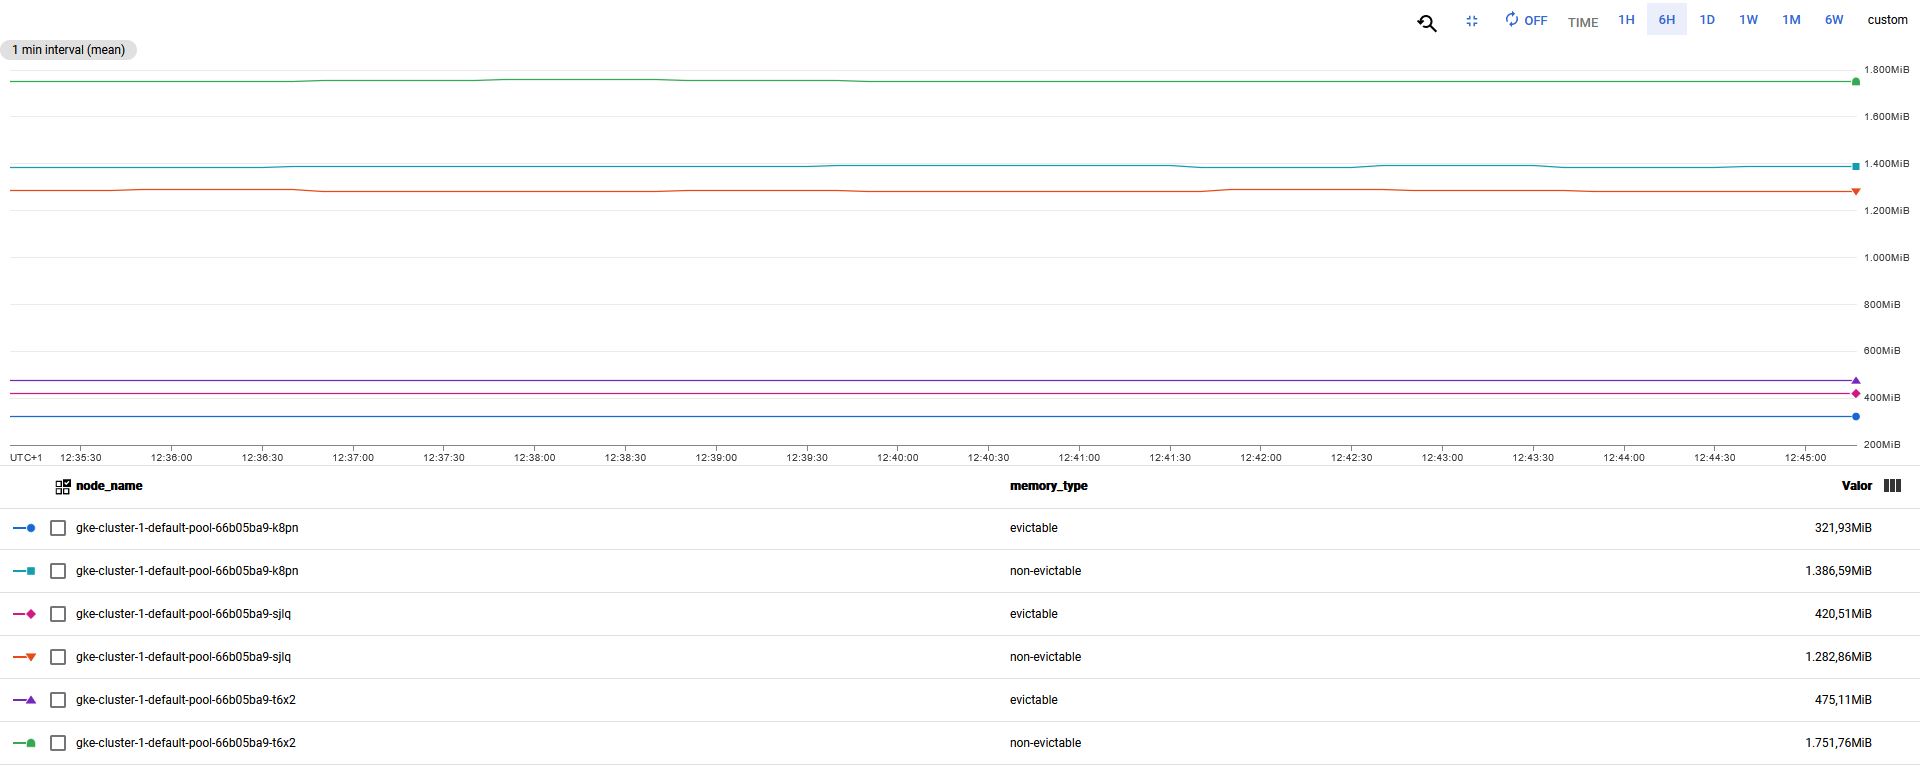 OFF TIME 1H 6H 1D 1W 1M 6W custom
1 min interval (mean)
1.800MiB
1.600MiB
1.400MiB
1.200MiB
1.000MiB
800MiB
600MiB
400MiB
200MiB
UTC+1 12:35:30 12:36:00 12:36:30 12:37:00 12:37:30 12:38:00 12:38:30 12:39:00 12:39:30 12:40:00 12:40:30 12:41:00 12:41:30 12:42:00 12:42:30 12:43:00 12:43:30 12:44:00 12:44:30 12:45:00
node_name memory_type Valor
gke-cluster-1-default-pool-66b05ba9-k8pn evictable 321,93MiB
gke-cluster-1-default-pool-66b05ba9-k8pn non-evictable 1.386,59MiB
gke-cluster-1-default-pool-66b05ba9-sjlq evictable 420,51MiB
gke-cluster-1-default-pool-66b05ba9-sjlq non-evictable 1.282,86MiB
gke-cluster-1-default-pool-66b05ba9-t6x2 evictable 475,11MiB
gke-cluster-1-default-pool-66b05ba9-t6x2 non-evictable 1.751,76MiB